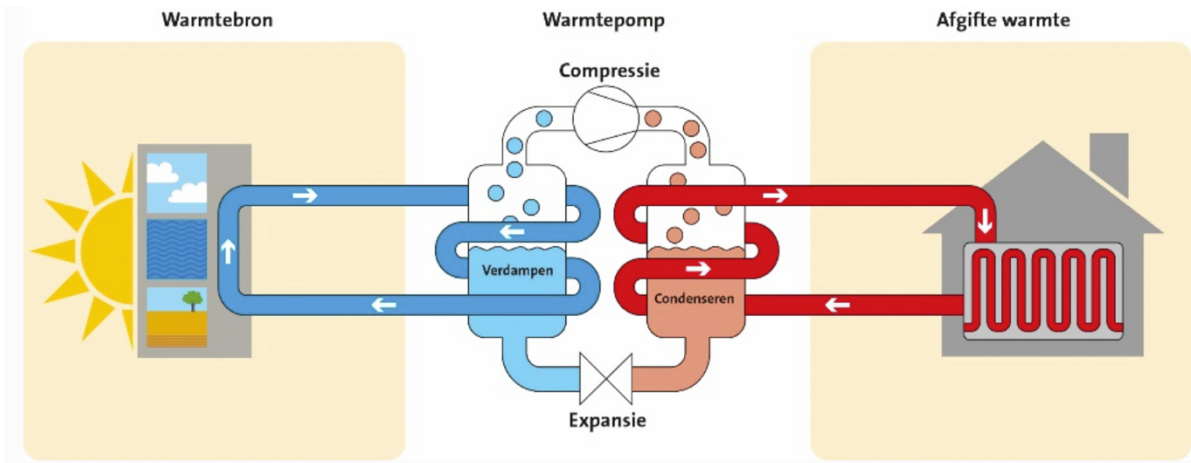 Warmtebron
Warmtepomp
Afgifte warmte
Compressie
Verdampen
Condenseren
Expansie